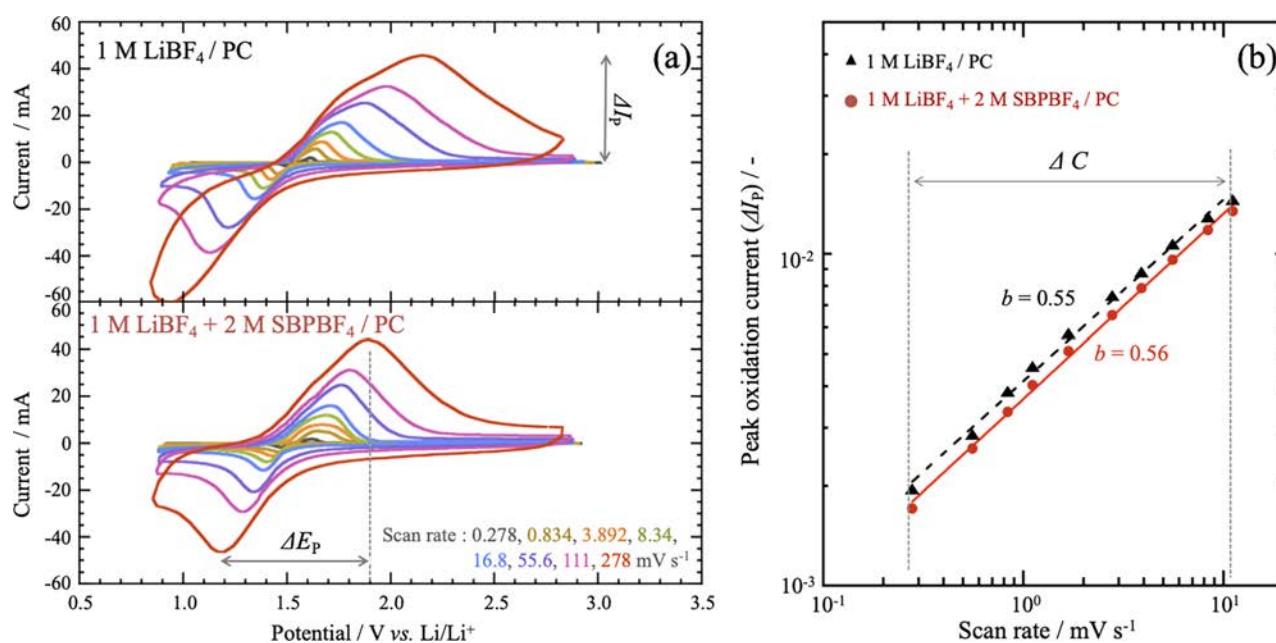 60
40
20
0
-20
-40
60
40
20
0
-20
-40
-60
Current / mA
Current / mA
1 M LiBF₄ / PC
(a)
ΔIₚ
1 M LiBF₄ + 2 M SBPBF₄ / PC
ΔEₚ
Scan rate : 0.278, 0.834, 3.892, 8.34,
16.8, 55.6, 111, 278 mV s⁻¹
0.5 1.0 1.5 2.0 2.5 3.0 3.5
Potential / V vs. Li/Li⁺
(b)
1 M LiBF₄ / PC
1 M LiBF₄ + 2 M SBPBF₄ / PC
Δ C
b = 0.55
b = 0.56
10⁻²
10⁻³
Peak oxidation current (ΔIₚ) / -
10⁻¹ 10⁰ 10¹
Scan rate / mV s⁻¹